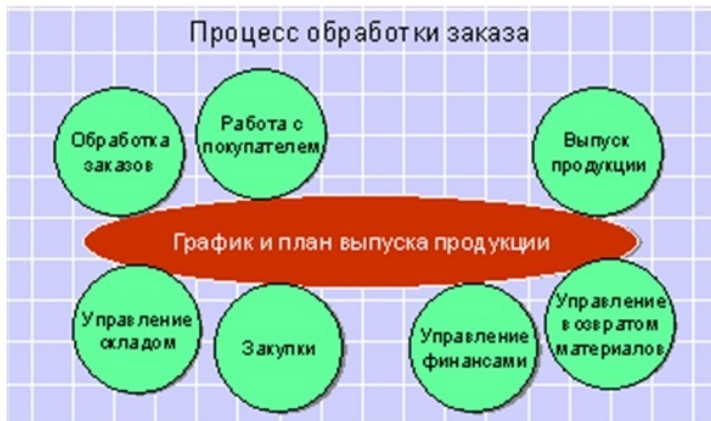 Процесс обработки заказа
Обработка
заказов
Работа с
покупателем
Выпуск
продукции
График и план выпуска продукции
Управление
складом
Закупки
Управление
финансами
Управление
возвратом
материалов